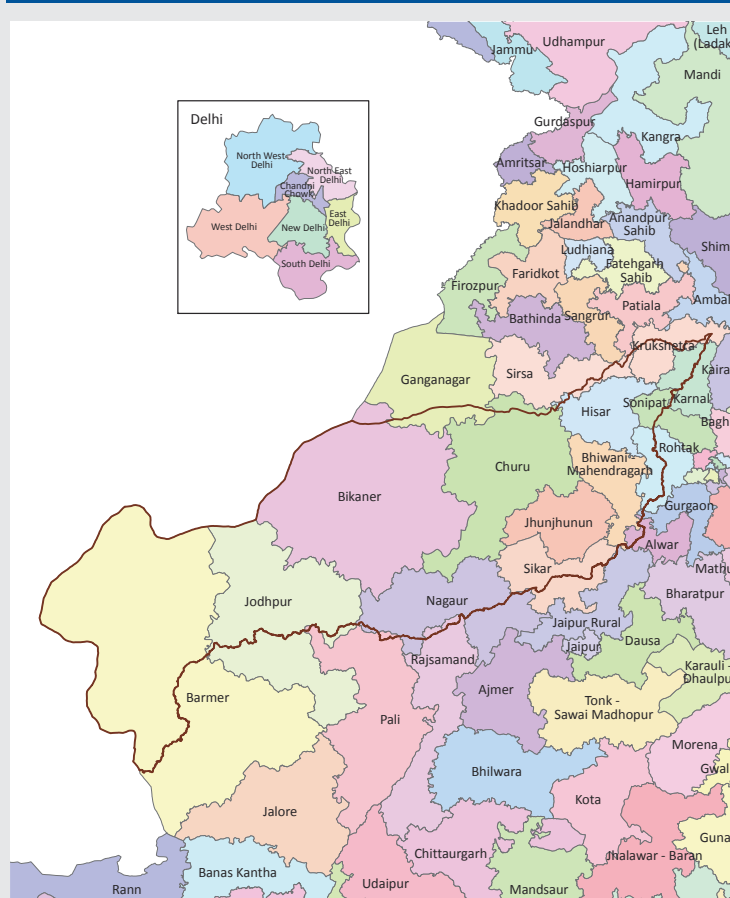 Leh
(Ladak
Udhampur
Jammu
Mandi
Delhi
Gurdaspur
Kangra
Amritsar
Hoshiarpur
North West
Delhi
North East
Delhi
Hamirpur
Chandni
Chowk
Khadoor Sahib
Jalandhar
Anandpur
Sahib
East
Delhi
West Delhi
New Delhi
Shim
Ludhiana
South Delhi
Fatehgarh
Sahib
Faridkot
Firozpur
Ambal
Patiala
Bathinda
Sangrur
Krukshetra
Kaira
Sirsa
Ganganagar
Sonipat
Karnal
Hisar
Bagh
Rohtak
Bhiwani-
Mahendragarh
Churu
Bikaner
Gurgaon
Jhunjhunun
Alwar
Sikar
Mathu
Bharatpur
Jodhpur
Nagaur
Jaipur Rural
Dausa
Jaipur
Rajsamand
Karauli -
Dhaulpu
Ajmer
Barmer
Tonk -
Sawai Madhopur
Pali
Morena
Gwal
Bhilwara
Kota
Jalore
Guna
Chittaurgarh
Jhalawar - Baran
Banas Kantha
Udaipur
Rann
Mandsaur